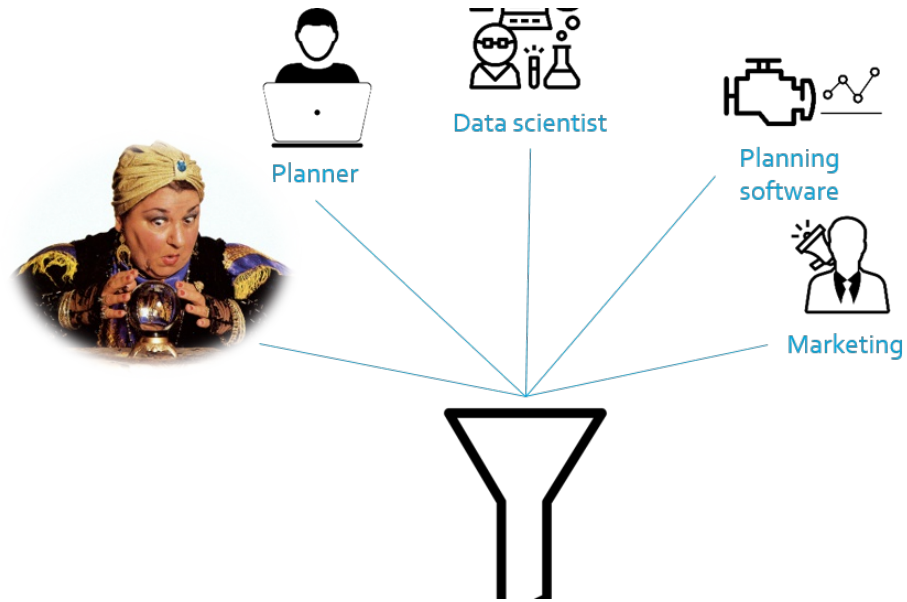 Planner
Data scientist
Planning
software
Marketing